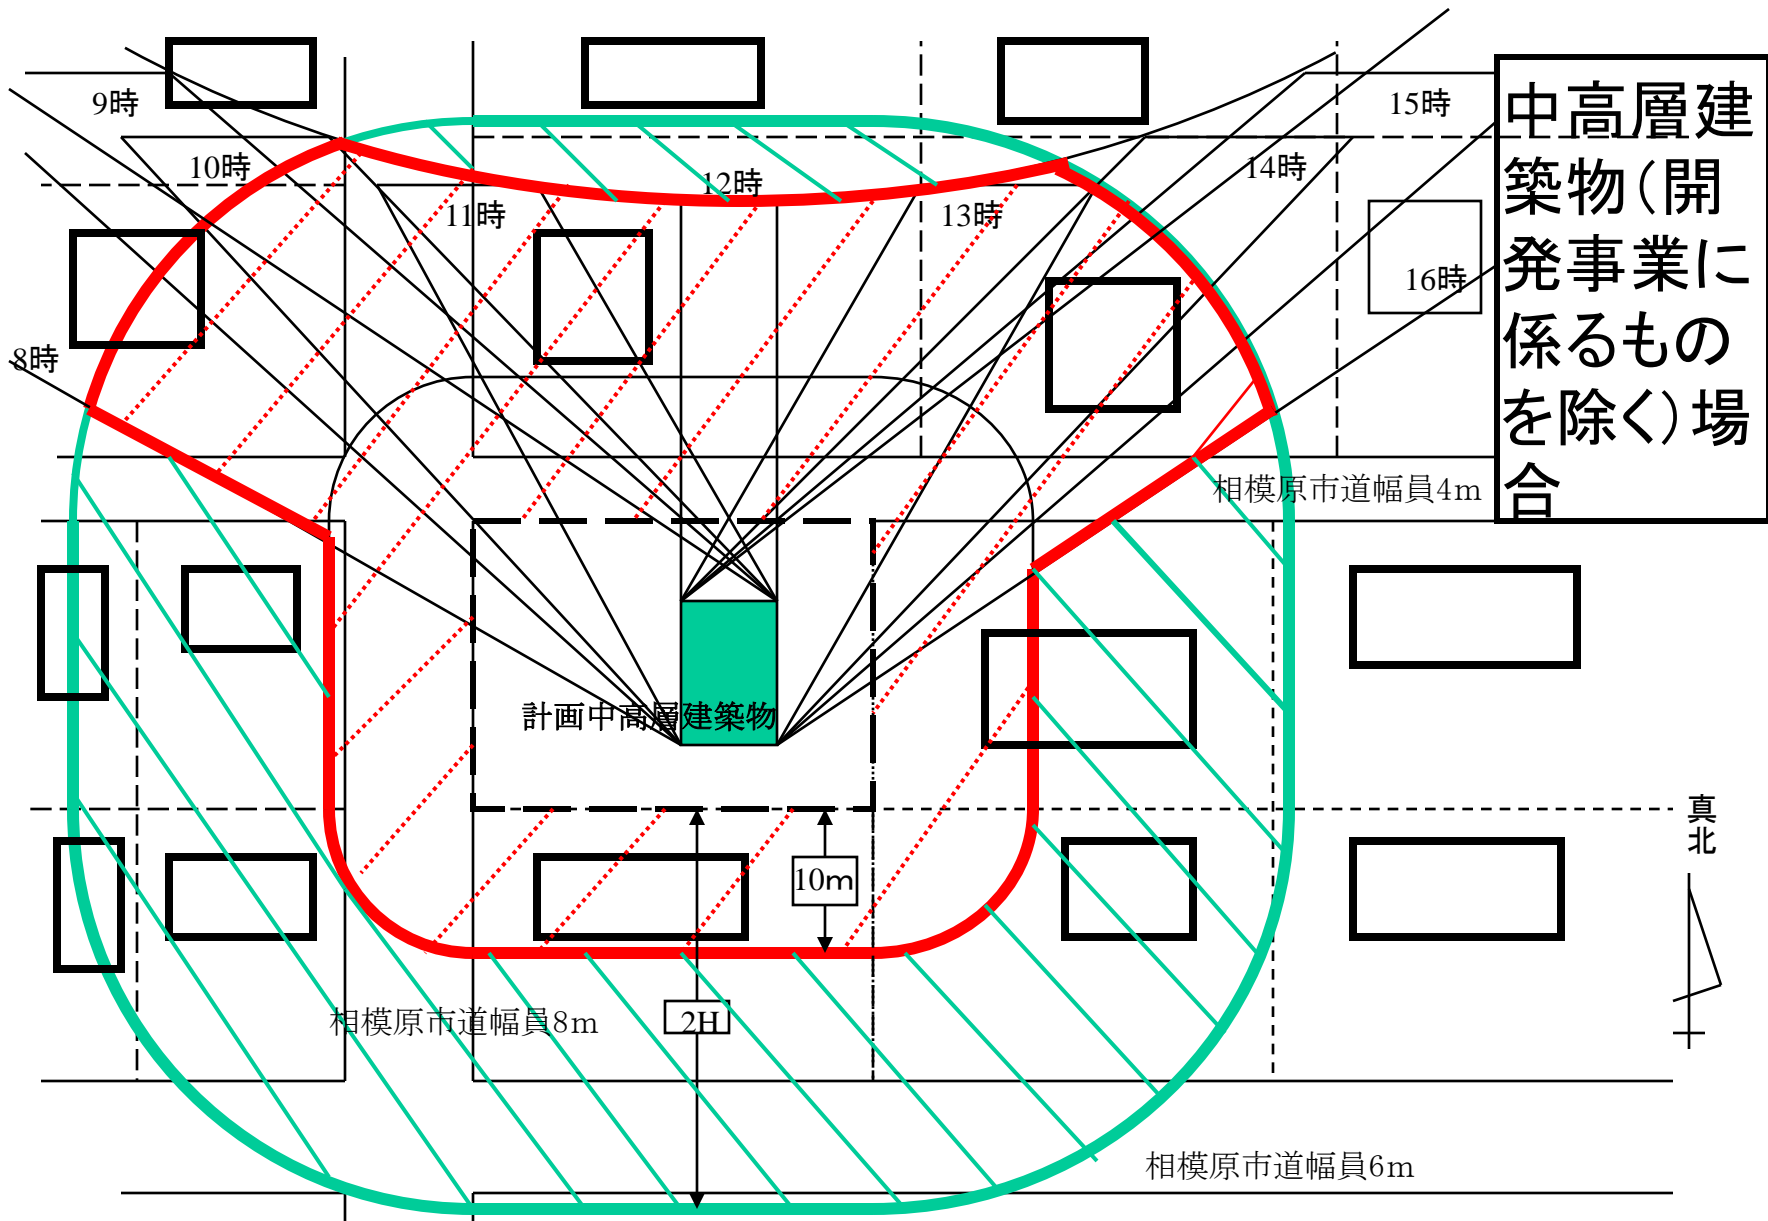 9時
15時
10時
12時
14時
11時
13時
16時
8時
中高層建
築物（開
発事業に
係るもの
を除く）場
合
相模原市道幅員4m
計画中高層建築物
10m
真
北
2H
相模原市道幅員8m
相模原市道幅員6m